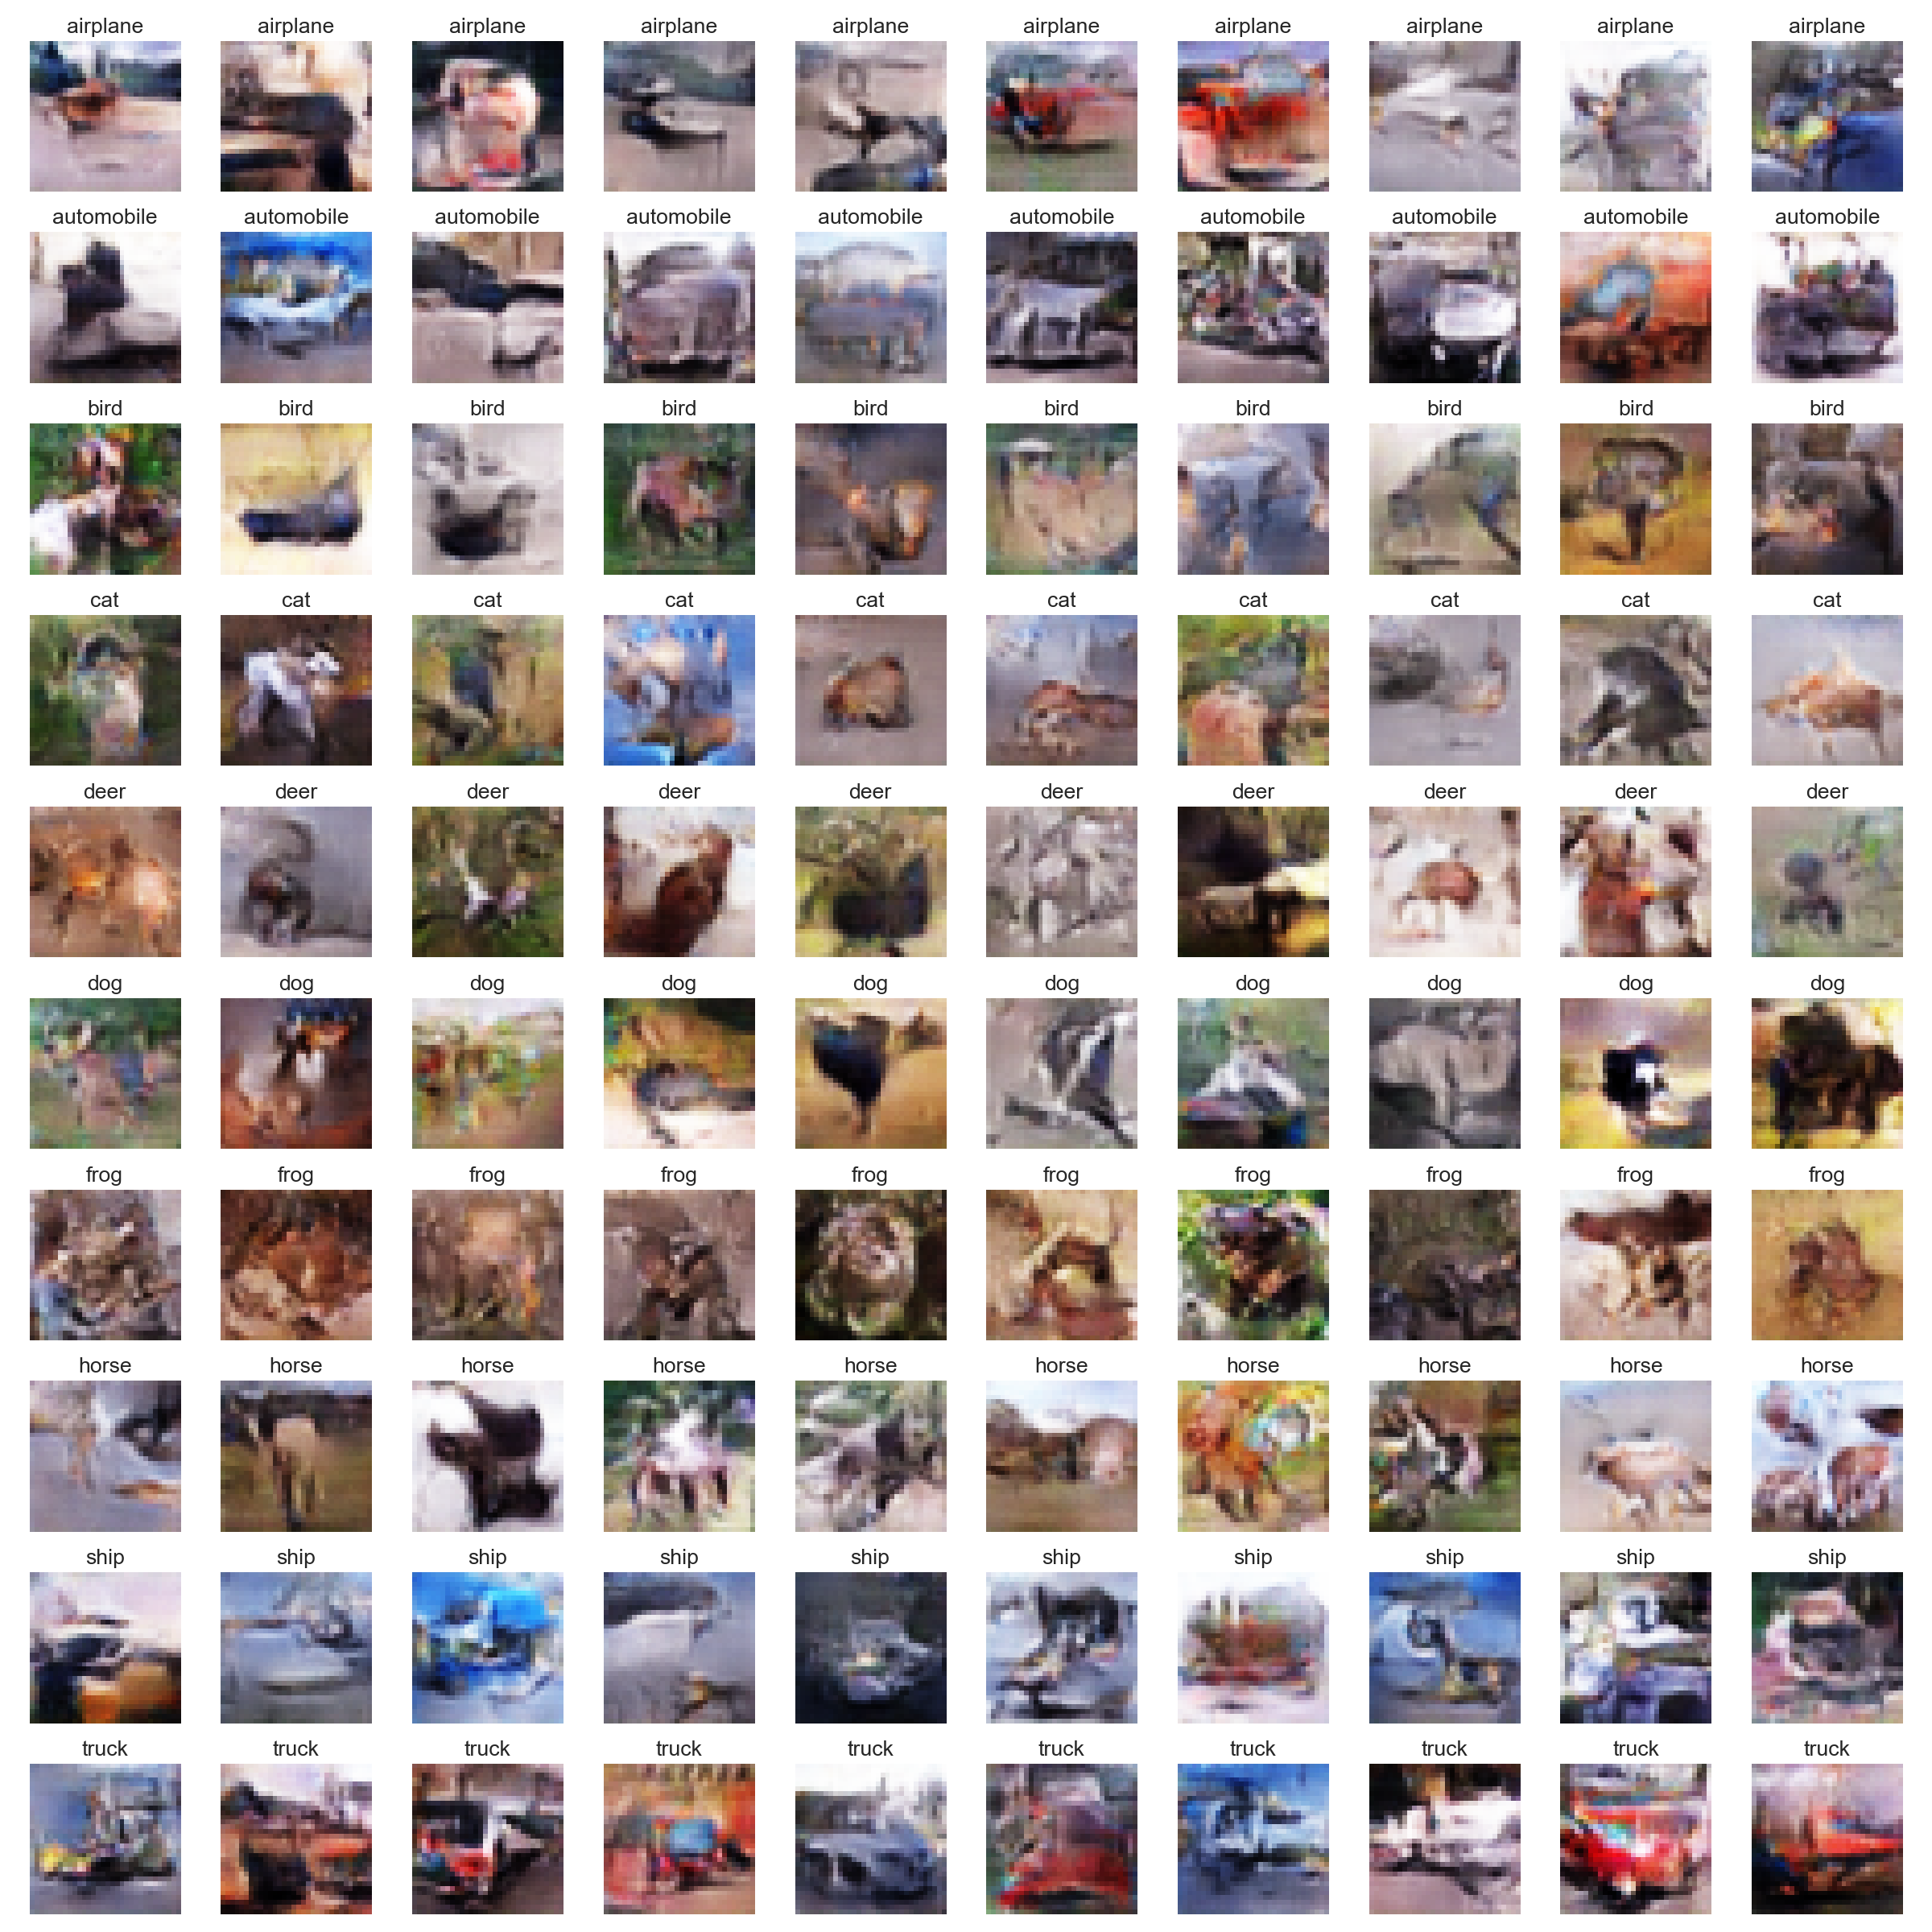 airplane airplane airplane airplane airplane airplane airplane airplane airplane airplane
automobile automobile automobile automobile automobile automobile automobile automobile automobile automobile
bird bird bird bird bird bird bird bird bird bird
cat cat cat cat cat cat cat cat cat cat
deer deer deer deer deer deer deer deer deer deer
dog dog dog dog dog dog dog dog dog dog
frog frog frog frog frog frog frog frog frog frog
horse horse horse horse horse horse horse horse horse horse
ship ship ship ship ship ship ship ship ship ship
truck truck truck truck truck truck truck truck truck truck